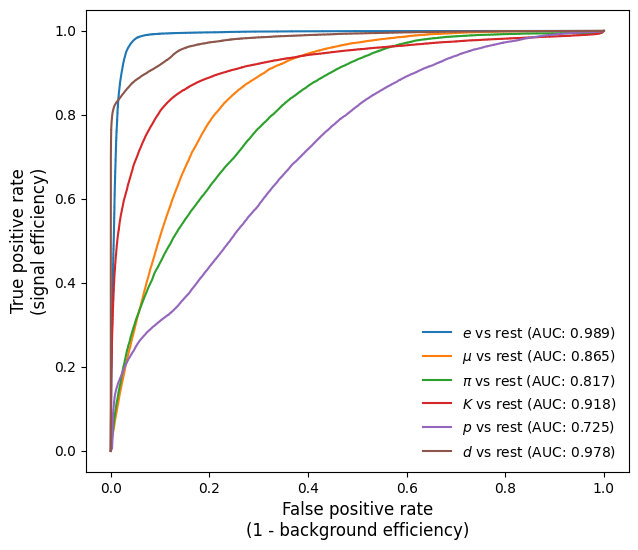 1.0
0.8
0.6
0.4
0.2
0.0
True positive rate
(signal efficiency)
e vs rest (AUC: 0.989)
μ vs rest (AUC: 0.865)
π vs rest (AUC: 0.817)
K vs rest (AUC: 0.918)
p vs rest (AUC: 0.725)
d vs rest (AUC: 0.978)
0.0 0.2 0.4 0.6 0.8 1.0
False positive rate
(1 - background efficiency)